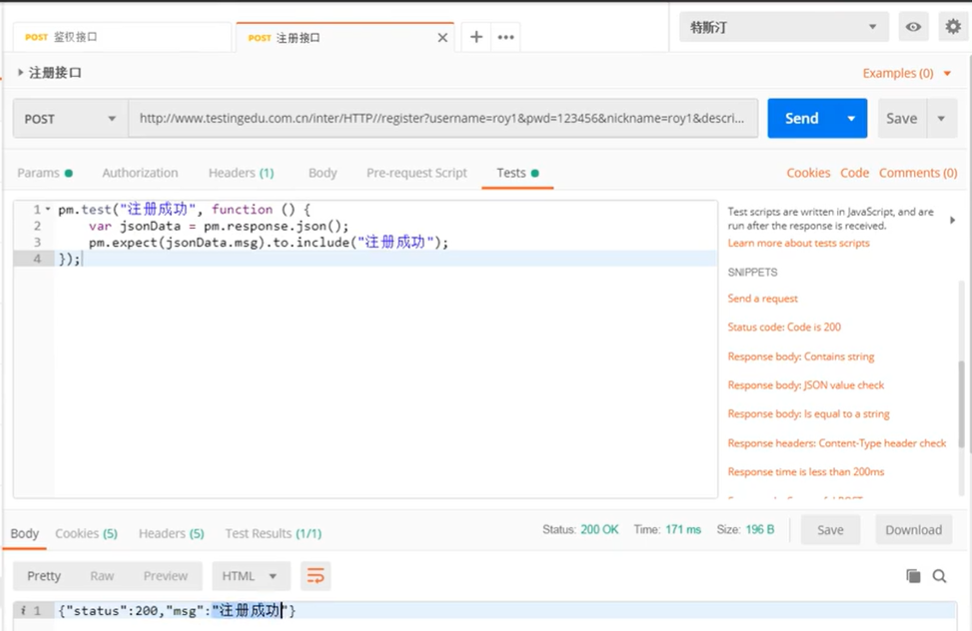 POST 鉴权接口
POST 注册接口
特斯汀
注册接口
Examples (0)
POST
http://www.testingedu.com.cn/inter/HTTP//register?username=roy1&pwd=123456&nickname=roy1&descri...
Send
Save
Params
Authorization
Headers (1)
Body
Pre-request Script
Tests
Cookies
Code
Comments (0)
1 pm.test("注册成功", function () {
2 var jsonData = pm.response.json();
3 pm.expect(jsonData.msg).to.include("注册成功");
4 });
Test scripts are written in JavaScript, and are
run after the response is received.
Learn more about tests scripts
SNIPPETS
Send a request
Status code: Code is 200
Response body: Contains string
Response body: JSON value check
Response body: Is equal to a string
Response headers: Content-Type header check
Response time is less than 200ms
Body
Cookies (5)
Headers (5)
Test Results (1/1)
Status: 200 OK
Time: 171 ms
Size: 196 B
Save
Download
Pretty
Raw
Preview
HTML
i 1 {"status":200,"msg":"注册成功"}